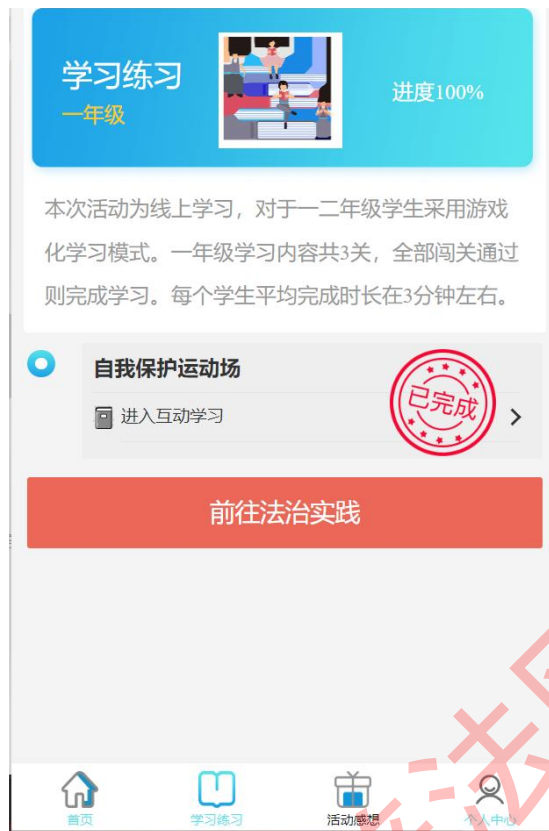 学习练习
一年级
进度100%
本次活动为线上学习，对于一二年级学生采用游戏
化学习模式。一年级学习内容共3关，全部闯关通过
则完成学习。每个学生平均完成时长在3分钟左右。
自我保护运动场
进入互动学习
已完成
前往法治实践
首页
学习练习
活动感想
个人中心
法